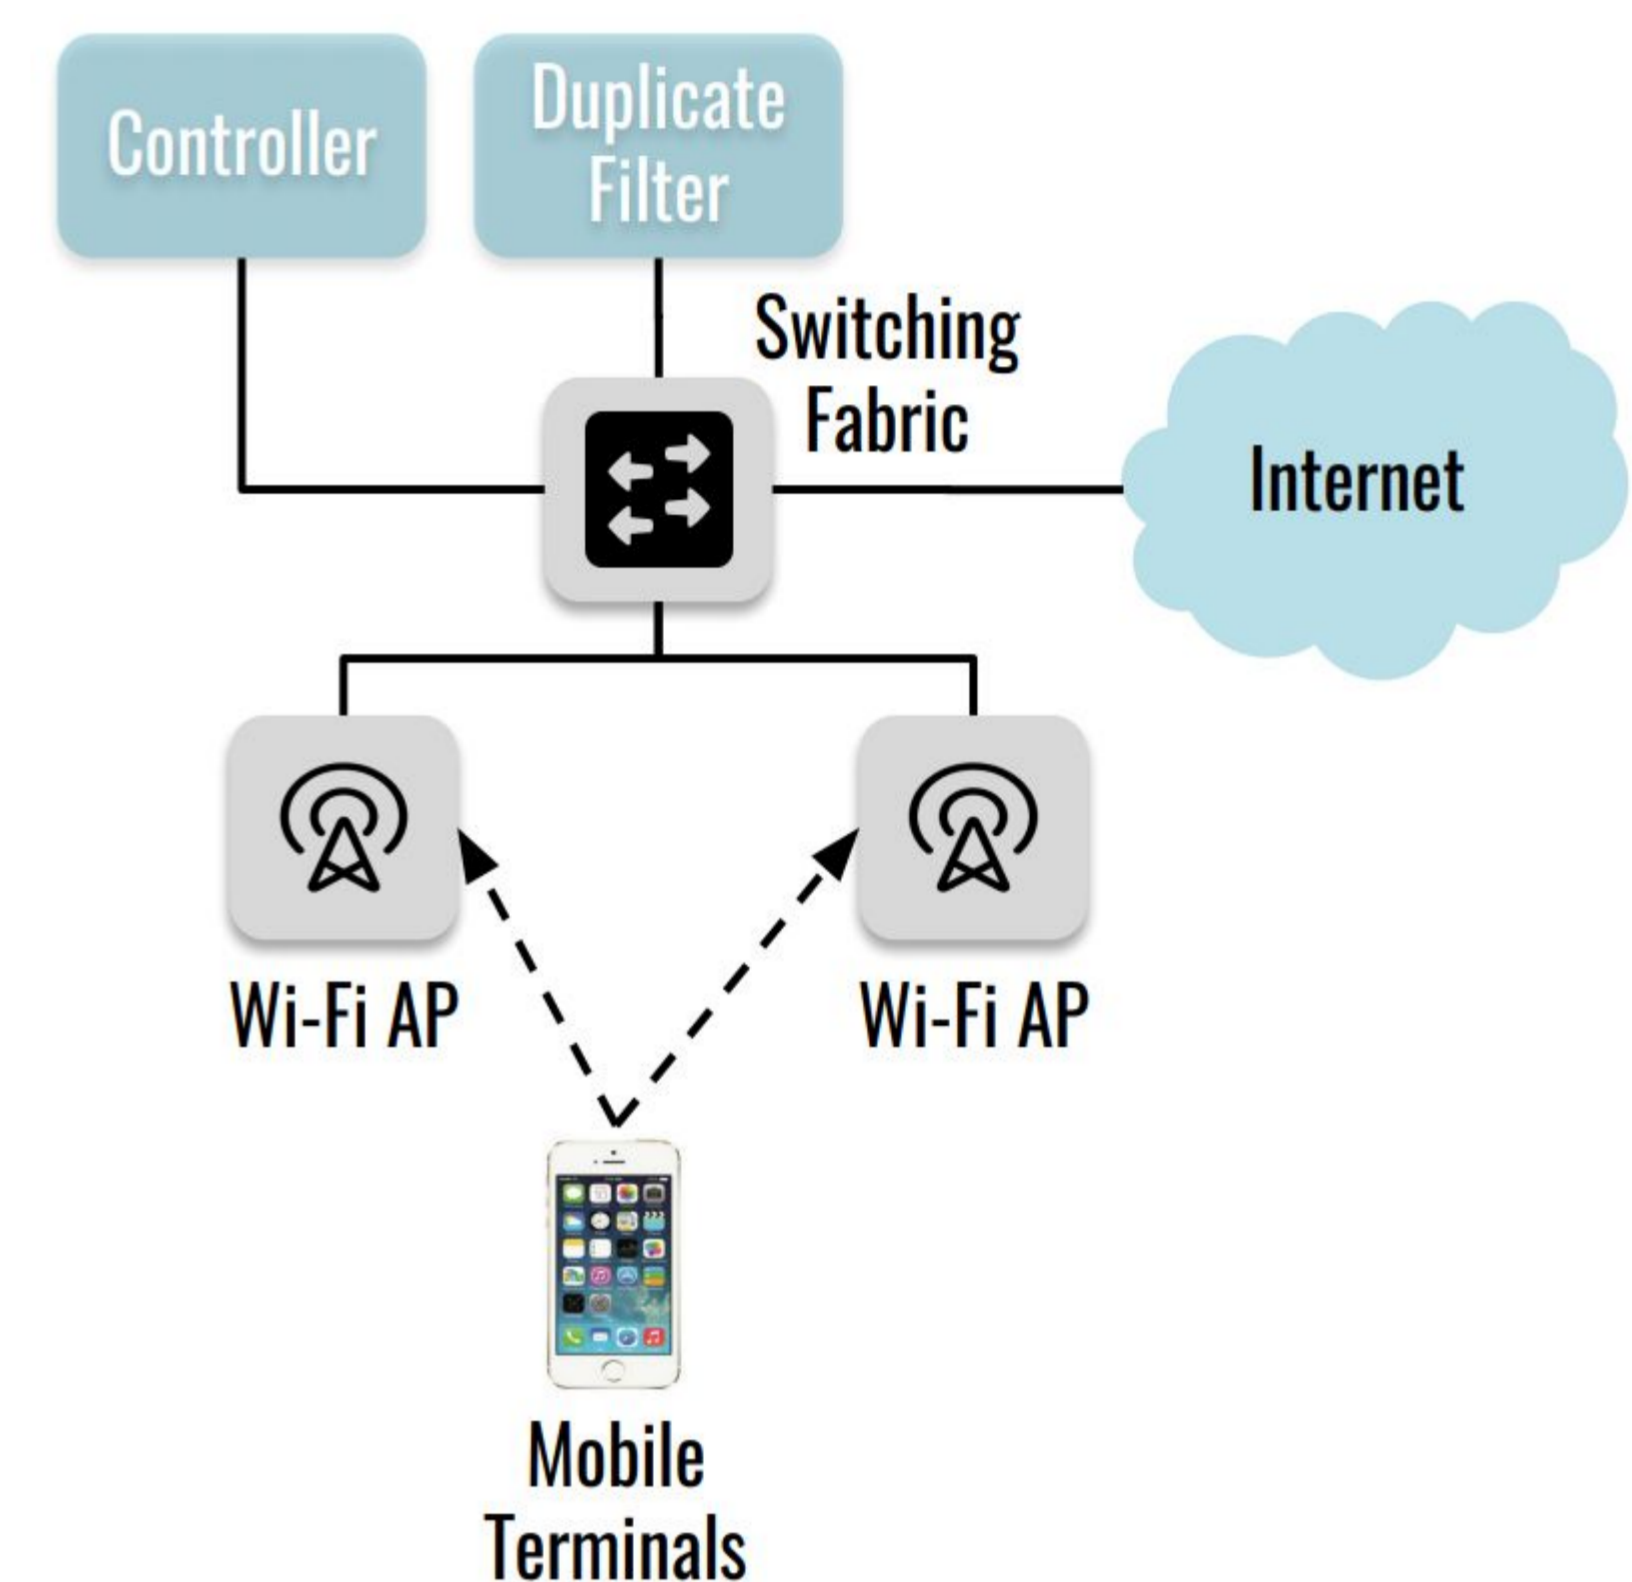 Controller
Duplicate
Filter
Switching
Fabric
Internet
Wi-Fi AP
Wi-Fi AP
Mobile
Terminals